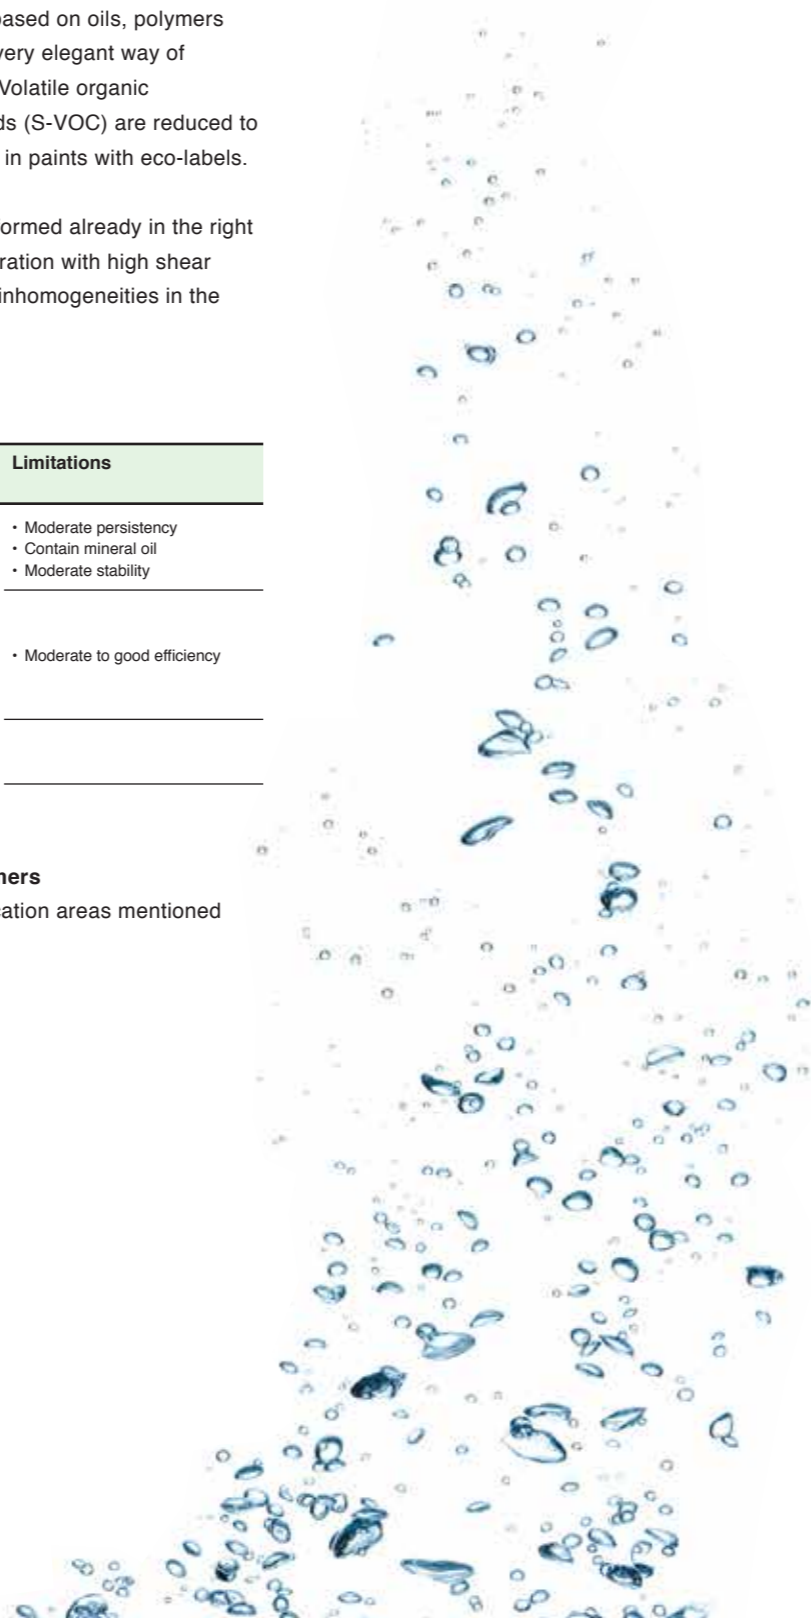 based on oils, polymers
very elegant way of
Volatile organic
ds (S-VOC) are reduced to
in paints with eco-labels.
ormed already in the right
ration with high shear
inhomogeneities in the
Limitations
• Moderate persistency
• Contain mineral oil
• Moderate stability
• Moderate to good efficiency
mers
cation areas mentioned